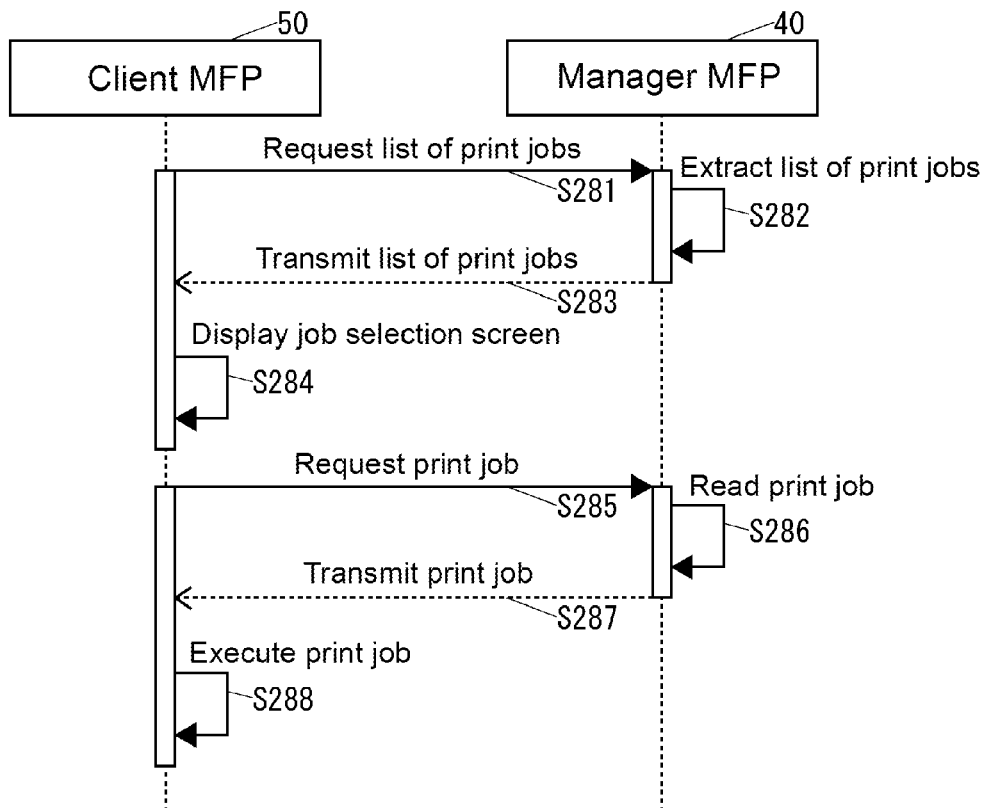 50
40
Client MFP
Manager MFP
Request list of print jobs
S281
Extract list of print jobs
S282
Transmit list of print jobs
S283
Display job selection screen
S284
Request print job
S285
Read print job
S286
Transmit print job
S287
Execute print job
S288